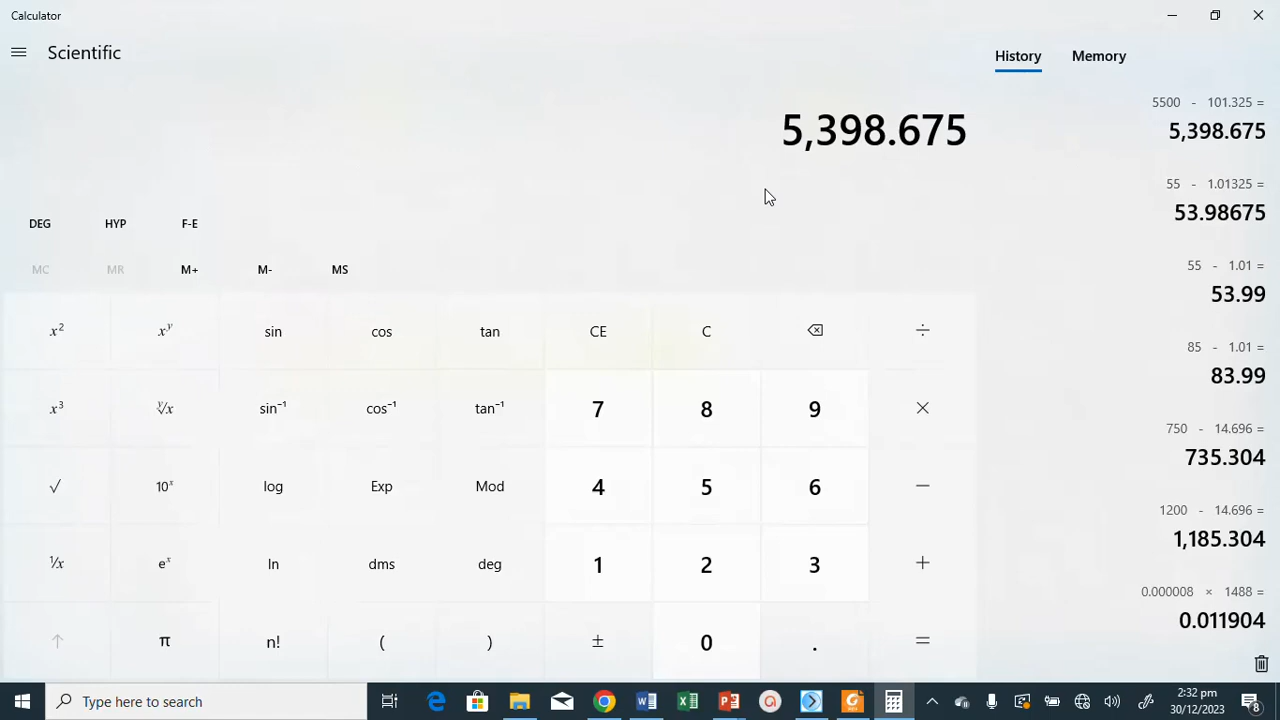 Calculator
Scientific
History Memory
5,398.675
5500 - 101.325 =
5,398.675
55 - 1.01325 =
53.98675
55 - 1.01 =
53.99
85 - 1.01 =
83.99
750 - 14.696 =
735.304
1200 - 14.696 =
1,185.304
0.000008 × 1488 =
0.011904
DEG HYP F-E
MC MR M+ M- MS
x² xʸ sin cos tan CE C ÷
x³ ʸ√x sin⁻¹ cos⁻¹ tan⁻¹ 7 8 9 ×
√ 10ˣ log Exp Mod 4 5 6 −
¹⁄x eˣ ln dms deg 1 2 3 +
↑ π n! ( ) ± 0 . =
Type here to search
2:32 pm
30/12/2023
8